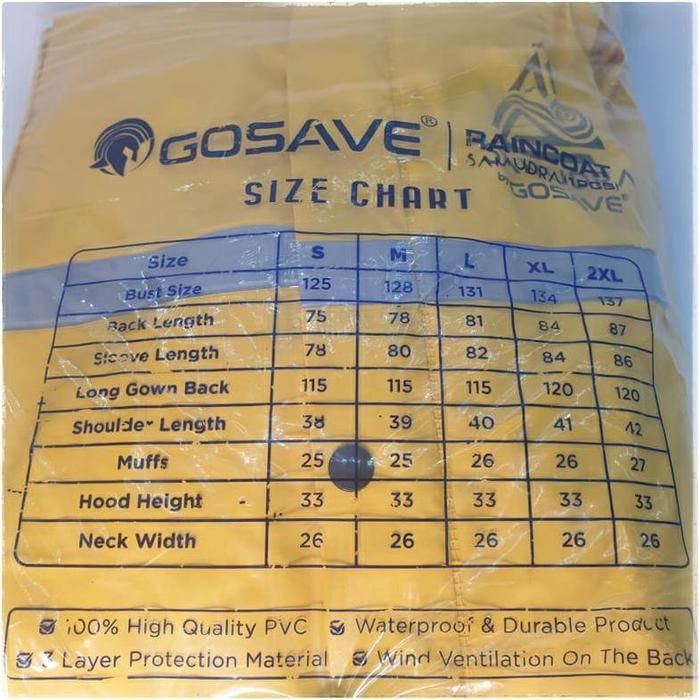 GOSAVE® | RAINCOAT
SAMUDRA
by GOSAVE®
SIZE CHART
Size S M L XL 2XL
Bust Size 125 128 131 134 137
Back Length 75 78 81 84 87
Sleeve Length 78 80 82 84 86
Long Gown Back 115 115 115 120 120
Shoulder Length 38 39 40 41 42
Muffs 25 25 26 26 27
Hood Height 33 33 33 33 33
Neck Width 26 26 26 26 26
100% High Quality PVC Waterproof & Durable Product
3 Layer Protection Material Wind Ventilation On The Back